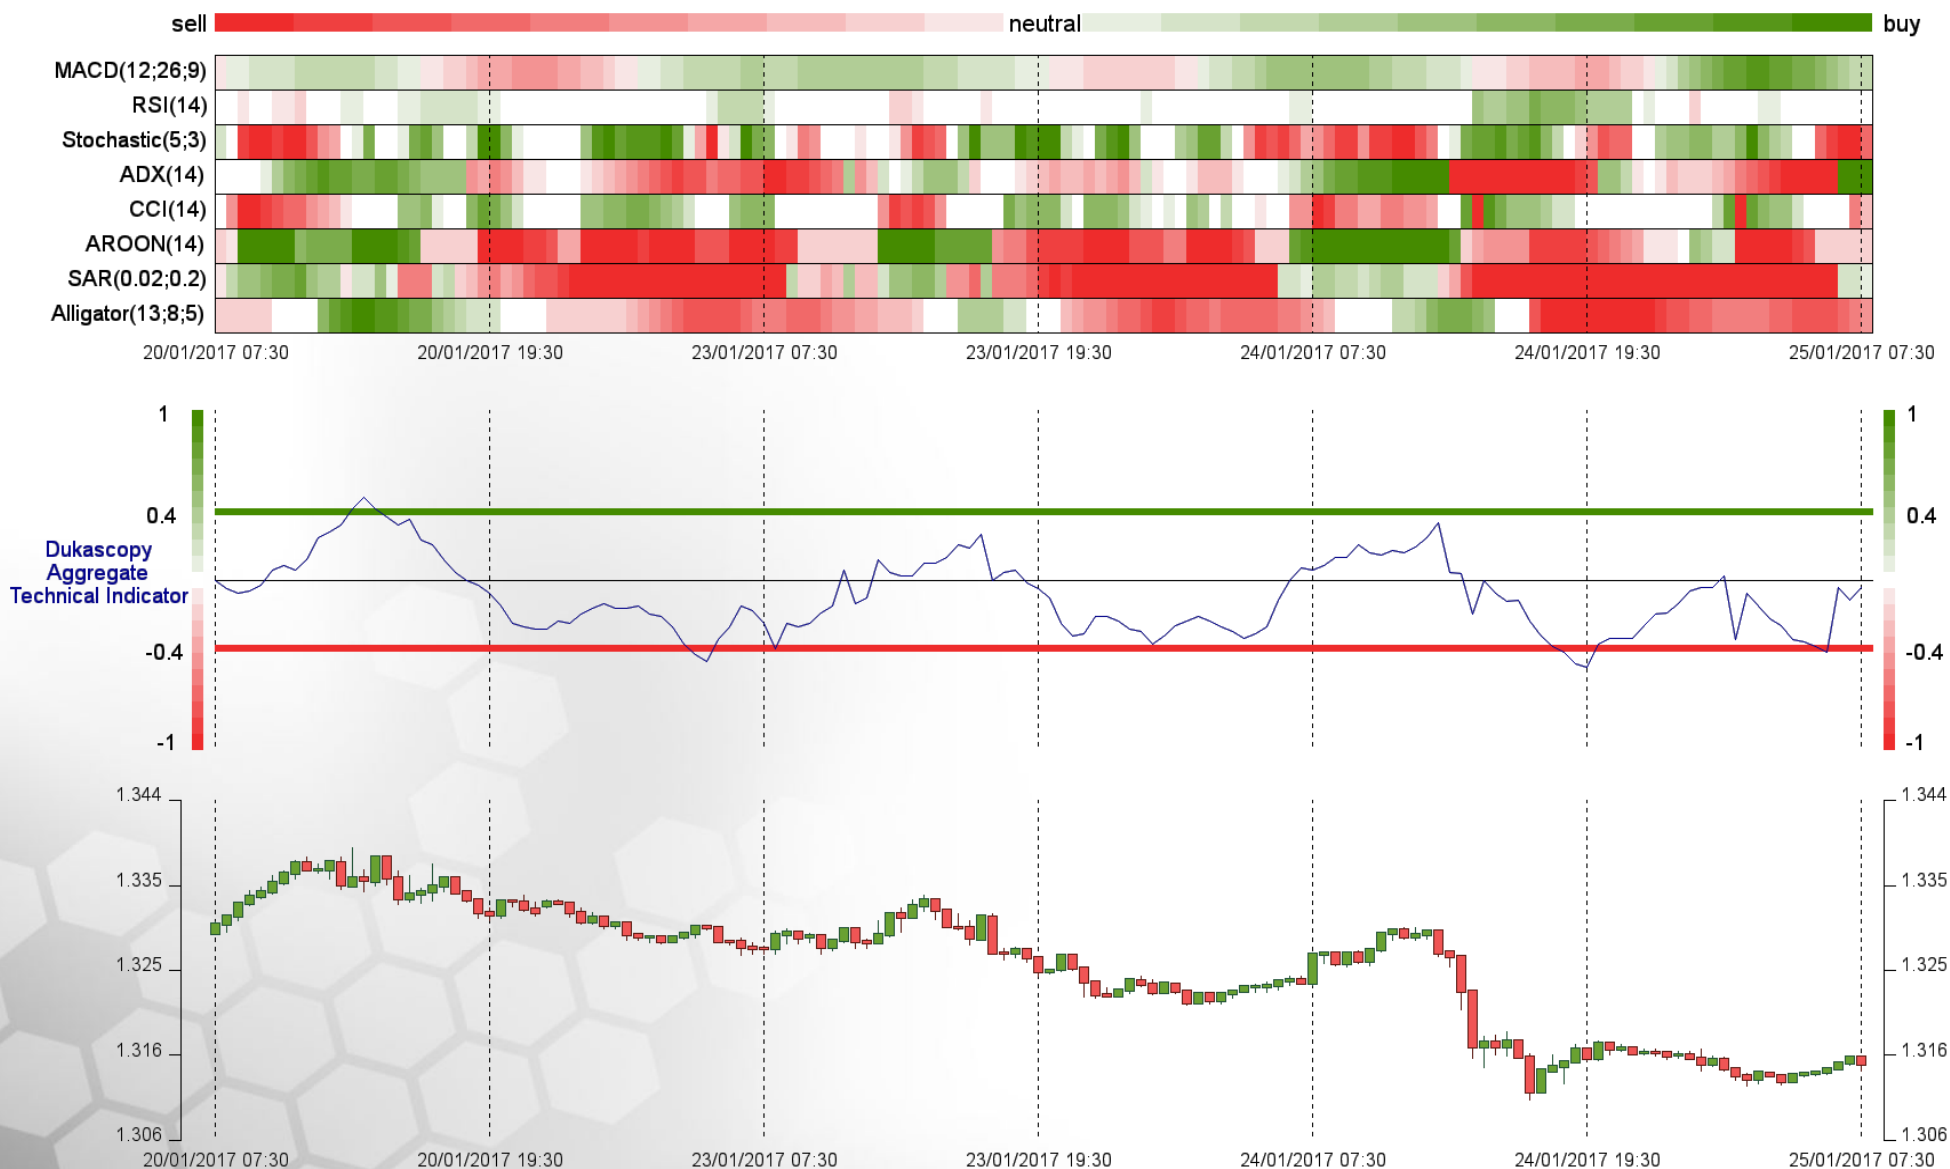 sell neutral buy
MACD(12;26;9)
RSI(14)
Stochastic(5;3)
ADX(14)
CCI(14)
AROON(14)
SAR(0.02;0.2)
Alligator(13;8;5)
20/01/2017 07:30 20/01/2017 19:30 23/01/2017 07:30 23/01/2017 19:30 24/01/2017 07:30 24/01/2017 19:30 25/01/2017 07:30
1 1
0.4 0.4
Dukascopy
Aggregate
Technical Indicator
-0.4 -0.4
-1 -1
1.344 1.344
1.335 1.335
1.325 1.325
1.316 1.316
1.306 1.306
20/01/2017 07:30 20/01/2017 19:30 23/01/2017 07:30 23/01/2017 19:30 24/01/2017 07:30 24/01/2017 19:30 25/01/2017 07:30